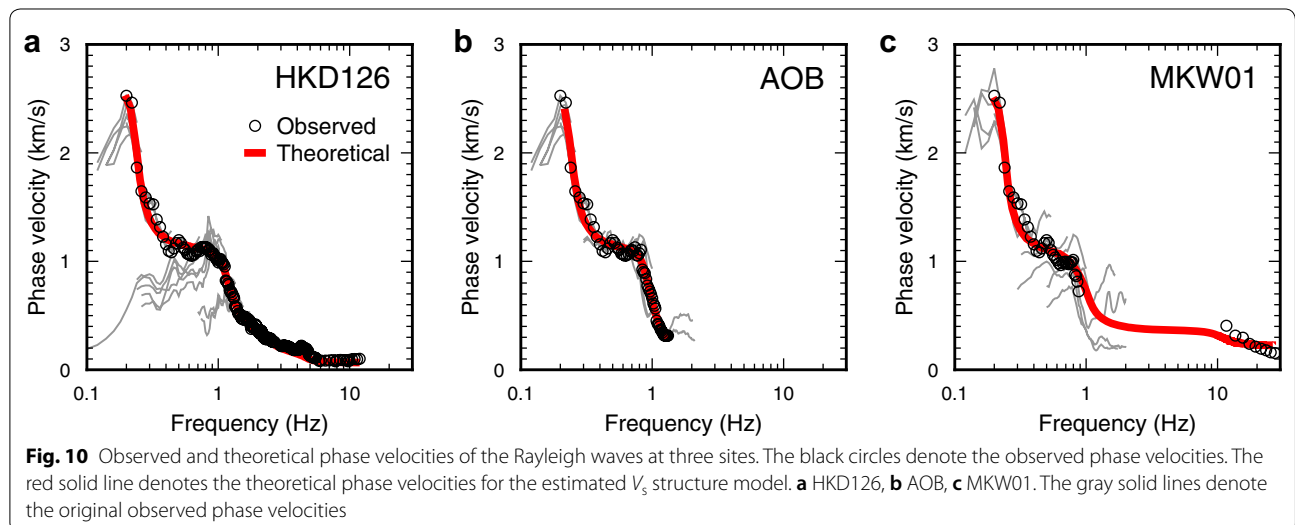 a
HKD126
Observed
Theoretical
Phase velocity (km/s)
3
2
1
0
0.1
1
10
Frequency (Hz)
b
AOB
Phase velocity (km/s)
3
2
1
0
0.1
1
10
Frequency (Hz)
c
MKW01
Phase velocity (km/s)
3
2
1
0
0.1
1
10
Frequency (Hz)
Fig. 10 Observed and theoretical phase velocities of the Rayleigh waves at three sites. The black circles denote the observed phase velocities. The
red solid line denotes the theoretical phase velocities for the estimated Vs structure model. a HKD126, b AOB, c MKW01. The gray solid lines denote
the original observed phase velocities